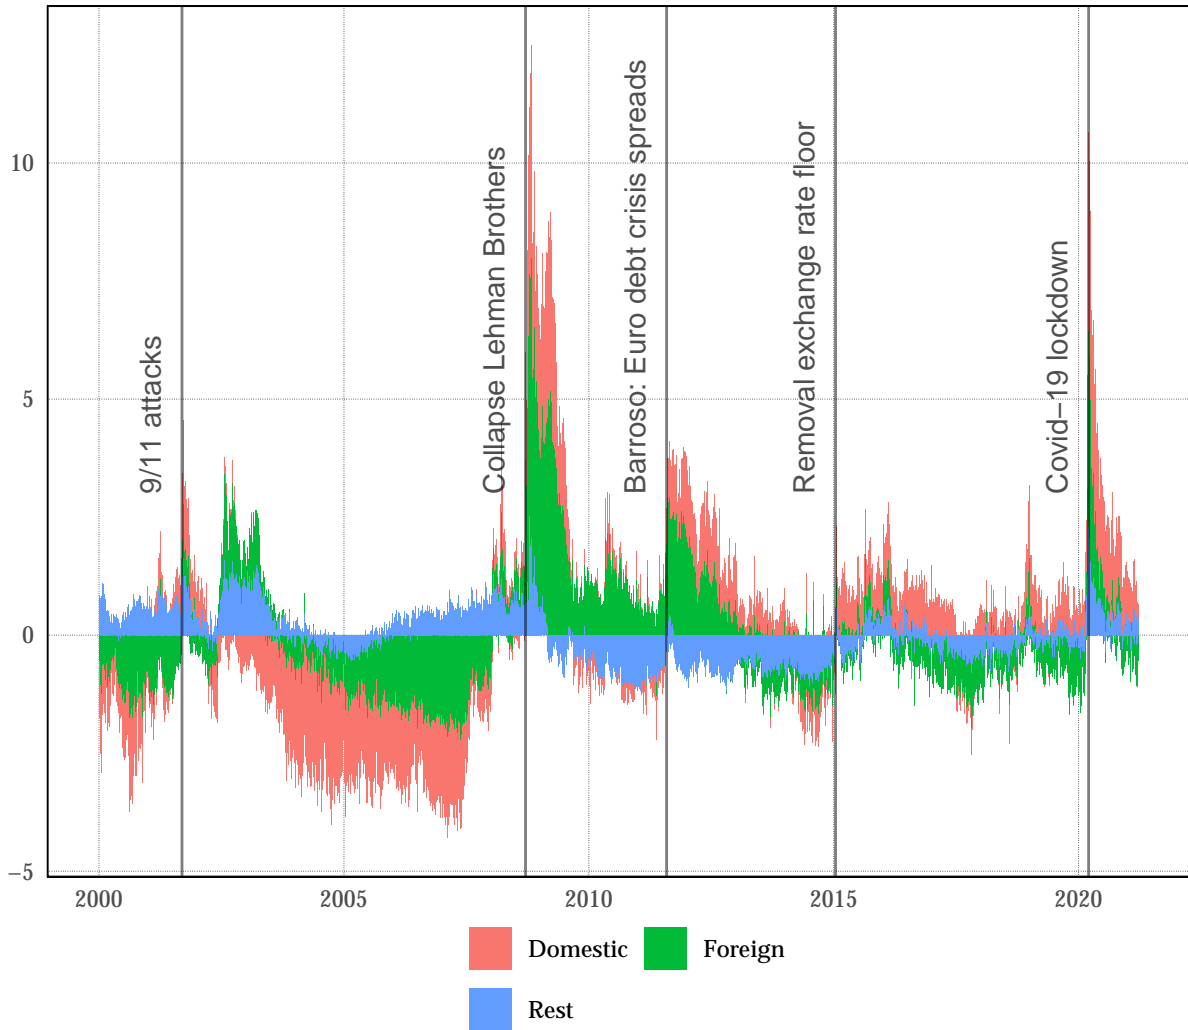 10
5
0
−5
9/11 attacks
Collapse Lehman Brothers
Barroso: Euro debt crisis spreads
Removal exchange rate floor
Covid−19 lockdown
2000
2005
2010
2015
2020
Domestic
Foreign
Rest